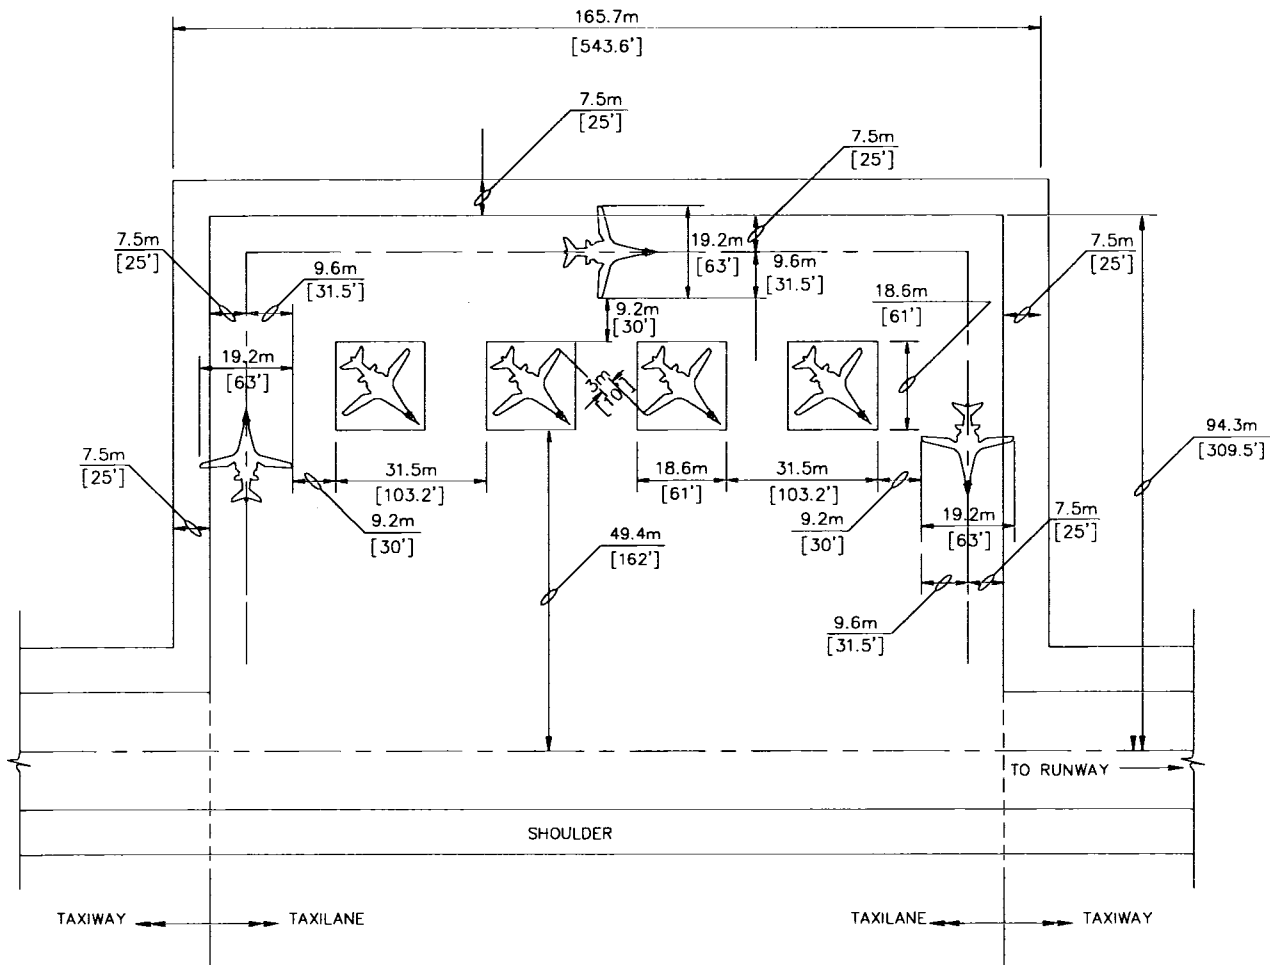 165.7m
[543.6']
7.5m
[25']
7.5m
[25']
7.5m
[25']
9.6m
[31.5']
19.2m
[63']
9.6m
[31.5']
7.5m
[25']
18.6m
[61']
9.2m
[30']
19.2m
[63']
3m
[10']
7.5m
[25']
31.5m
[103.2']
18.6m
[61']
31.5m
[103.2']
94.3m
[309.5']
9.2m
[30']
49.4m
[162']
9.2m
[30']
19.2m
[63']
7.5m
[25']
9.6m
[31.5']
TO RUNWAY
SHOULDER
TAXIWAY
TAXILANE
TAXILANE
TAXIWAY